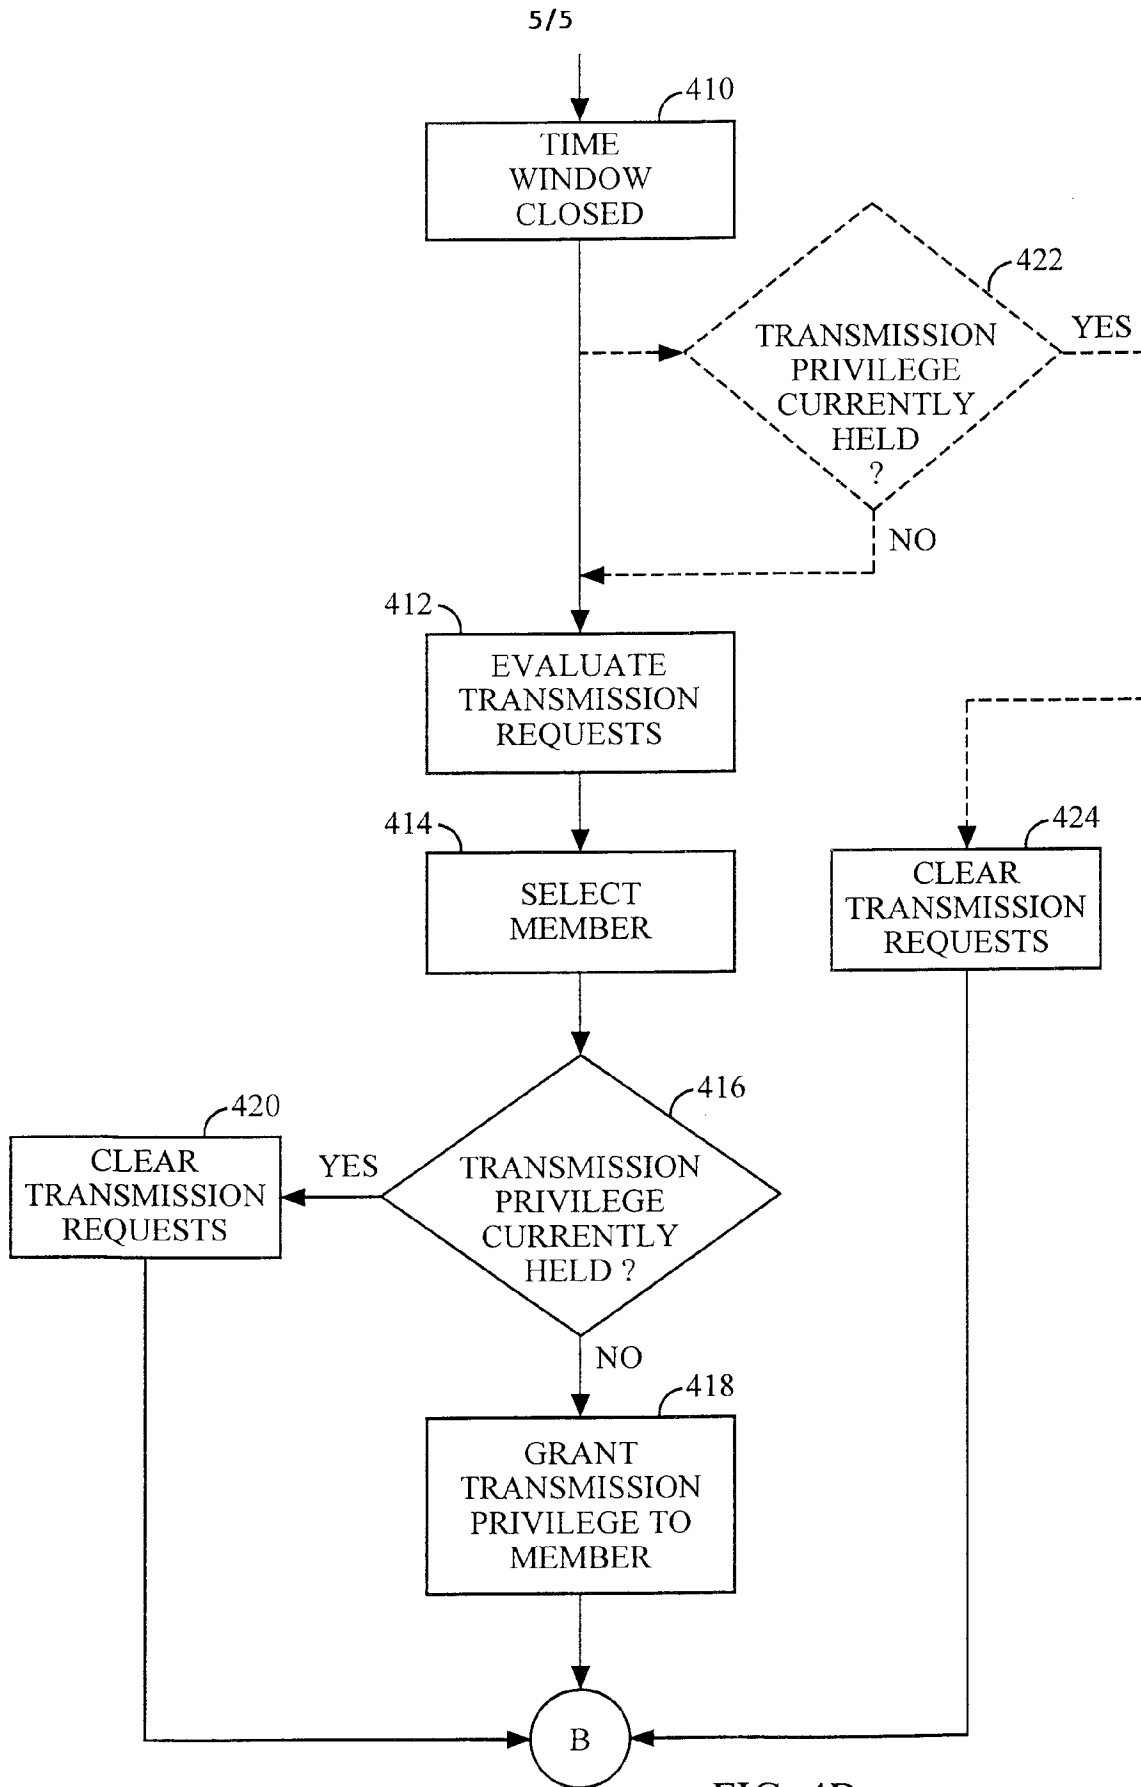 5/5
410
TIME
WINDOW
CLOSED
422
YES
TRANSMISSION
PRIVILEGE
CURRENTLY
HELD
?
NO
412
EVALUATE
TRANSMISSION
REQUESTS
414
SELECT
MEMBER
424
CLEAR
TRANSMISSION
REQUESTS
416
TRANSMISSION
PRIVILEGE
CURRENTLY
HELD ?
420
YES
CLEAR
TRANSMISSION
REQUESTS
NO
418
GRANT
TRANSMISSION
PRIVILEGE TO
MEMBER
B